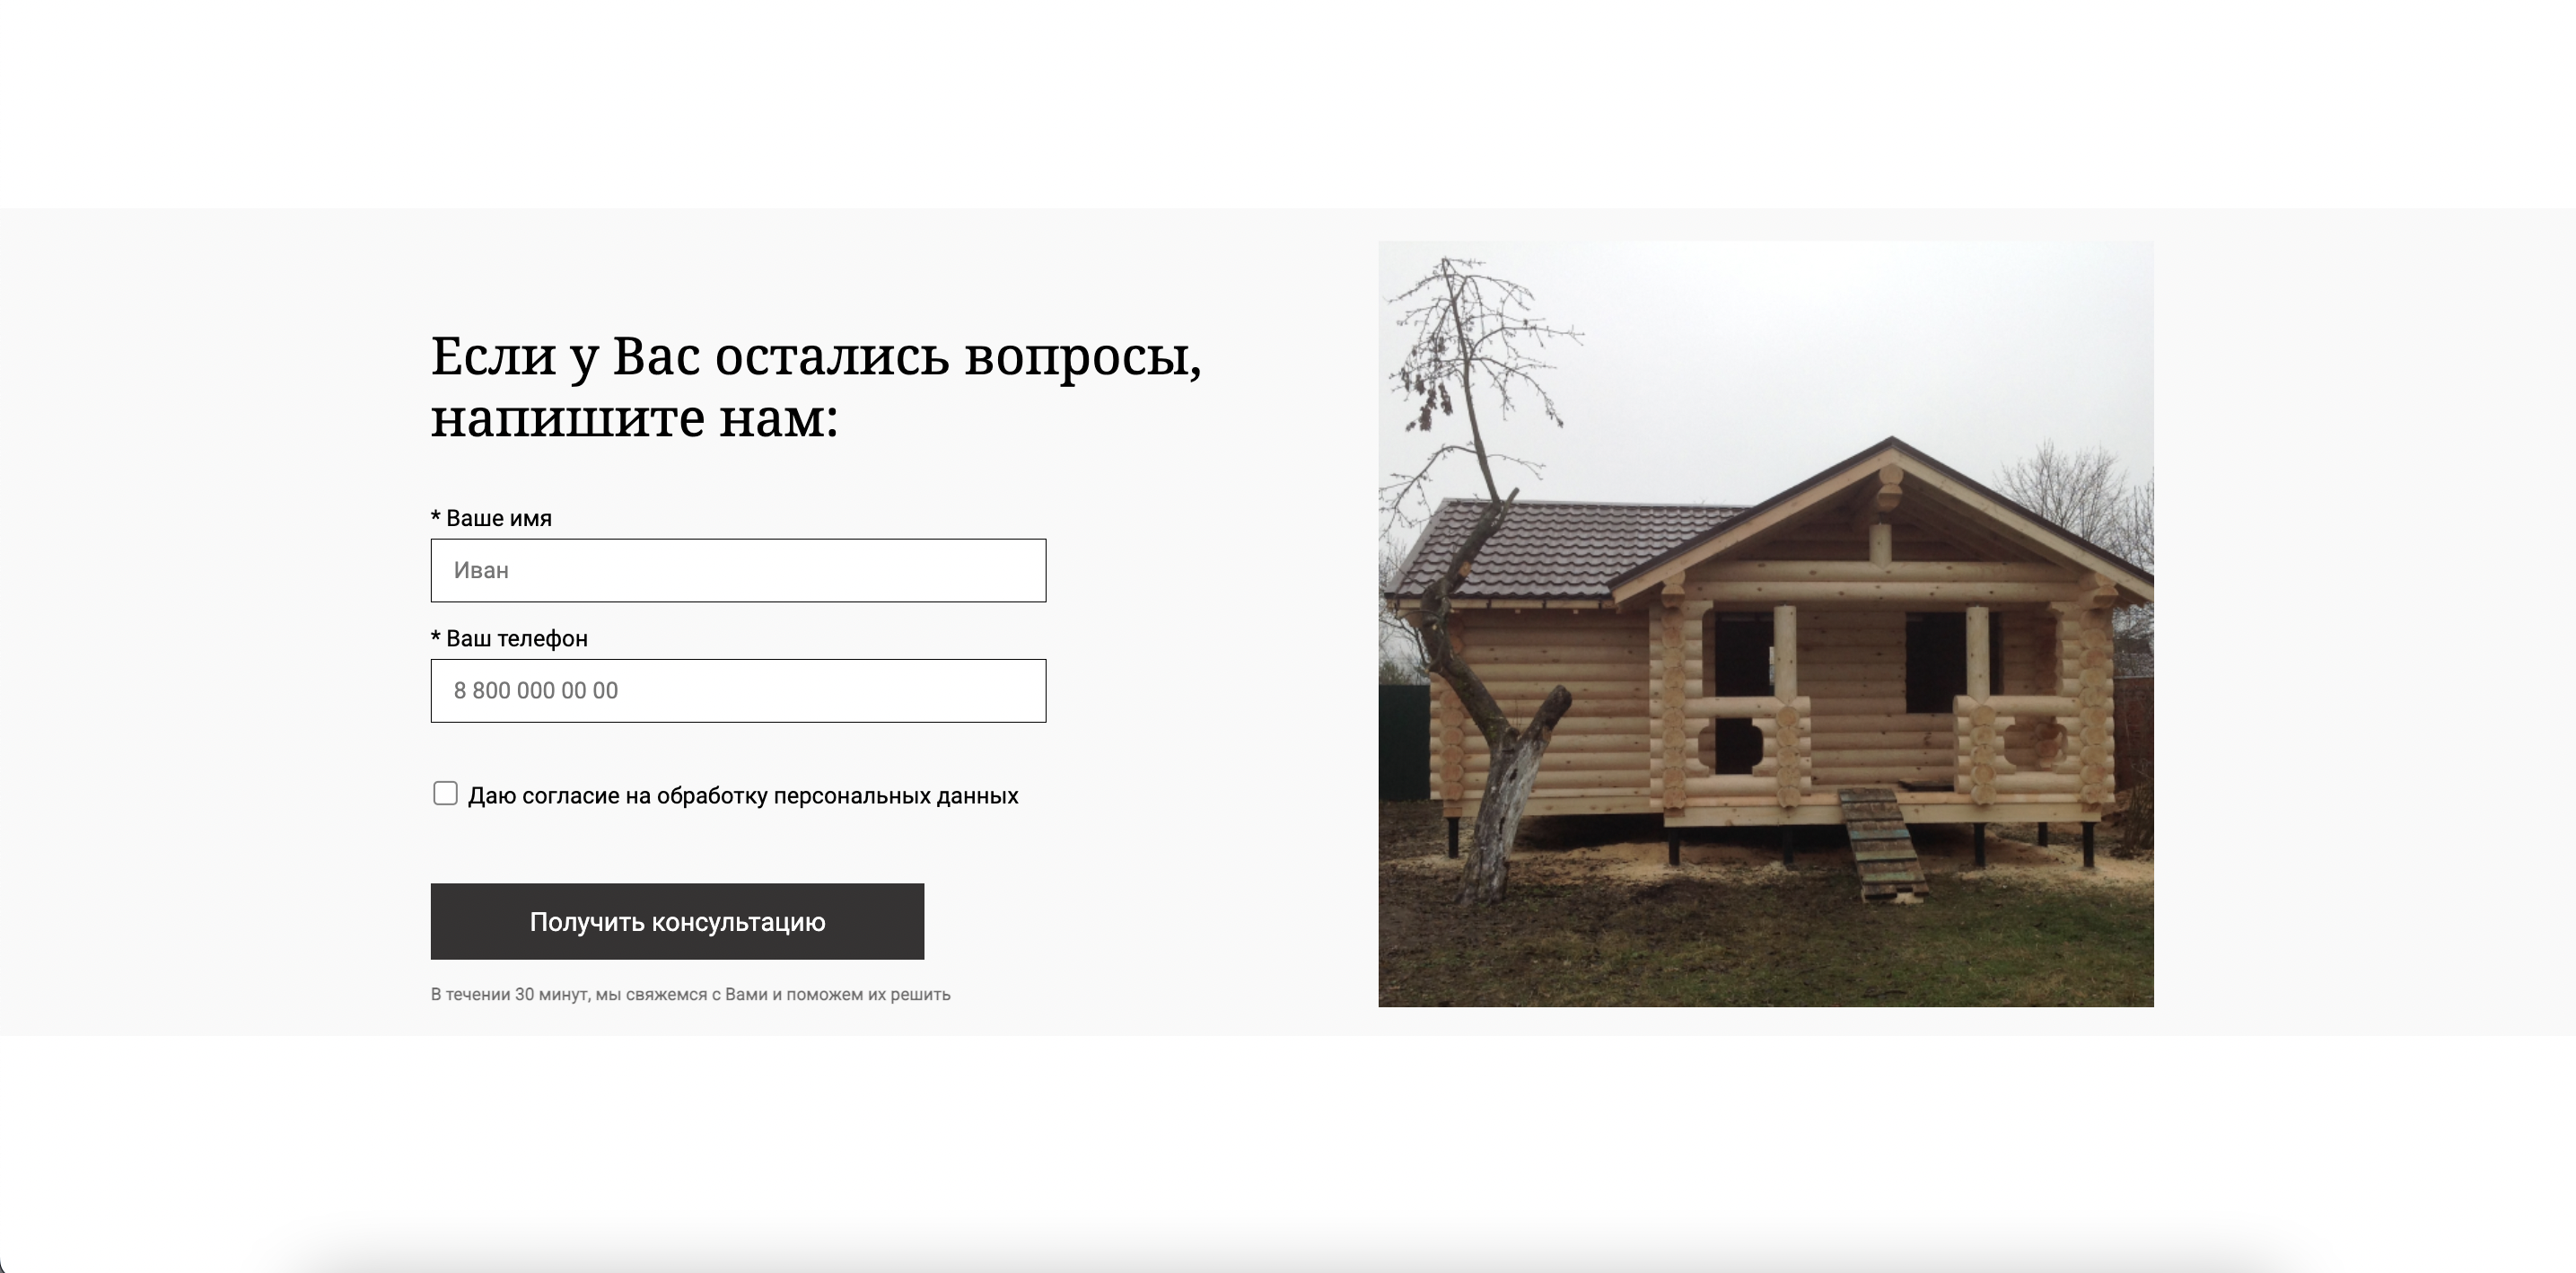 Если у Вас остались вопросы,
напишите нам:
* Ваше имя
Иван
* Ваш телефон
8 800 000 00 00
Даю согласие на обработку персональных данных
Получить консультацию
В течении 30 минут, мы свяжемся с Вами и поможем их решить